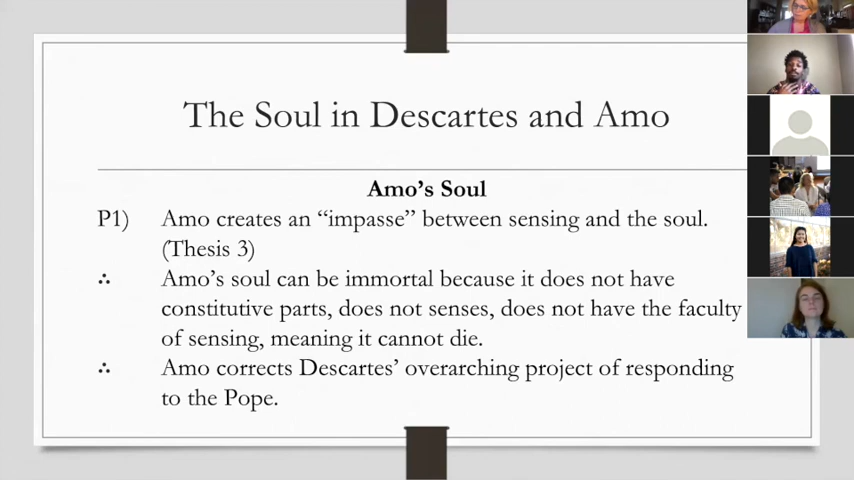 The Soul in Descartes and Amo
Amo's Soul
P1) Amo creates an “impasse” between sensing and the soul.
(Thesis 3)
∴ Amo's soul can be immortal because it does not have
constitutive parts, does not senses, does not have the faculty
of sensing, meaning it cannot die.
∴ Amo corrects Descartes' overarching project of responding
to the Pope.